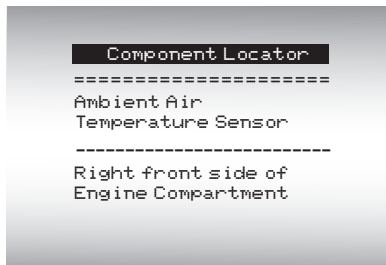 Component Locator
=====================
Ambient Air
Temperature Sensor
--------------------------
Right front side of
Engine Compartment